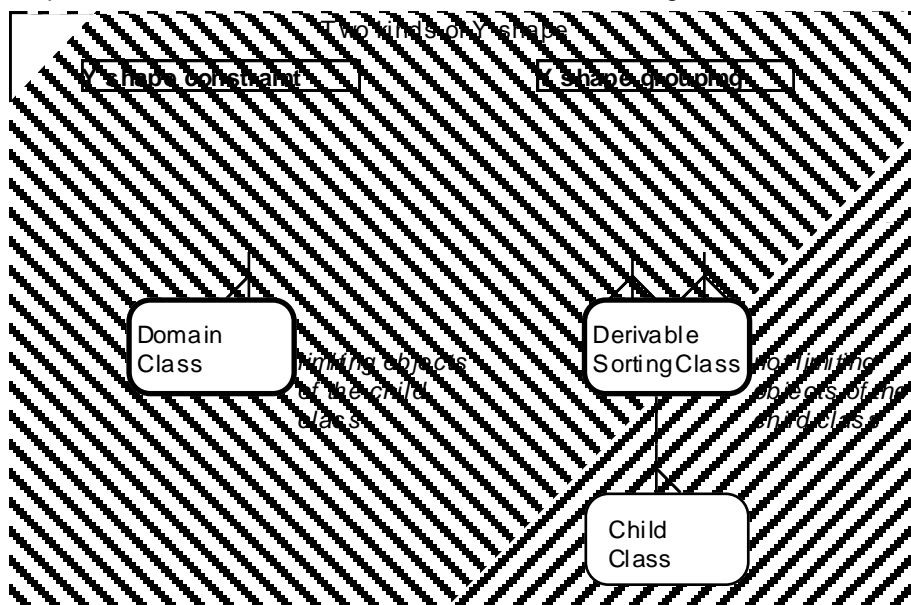 Two kinds of Y shape
Y shape constraint
Y shape grouping
Domain
Class
limiting objects
of the child
class
Derivable
SortingClass
not limiting
objects of the
child class
Child
Class